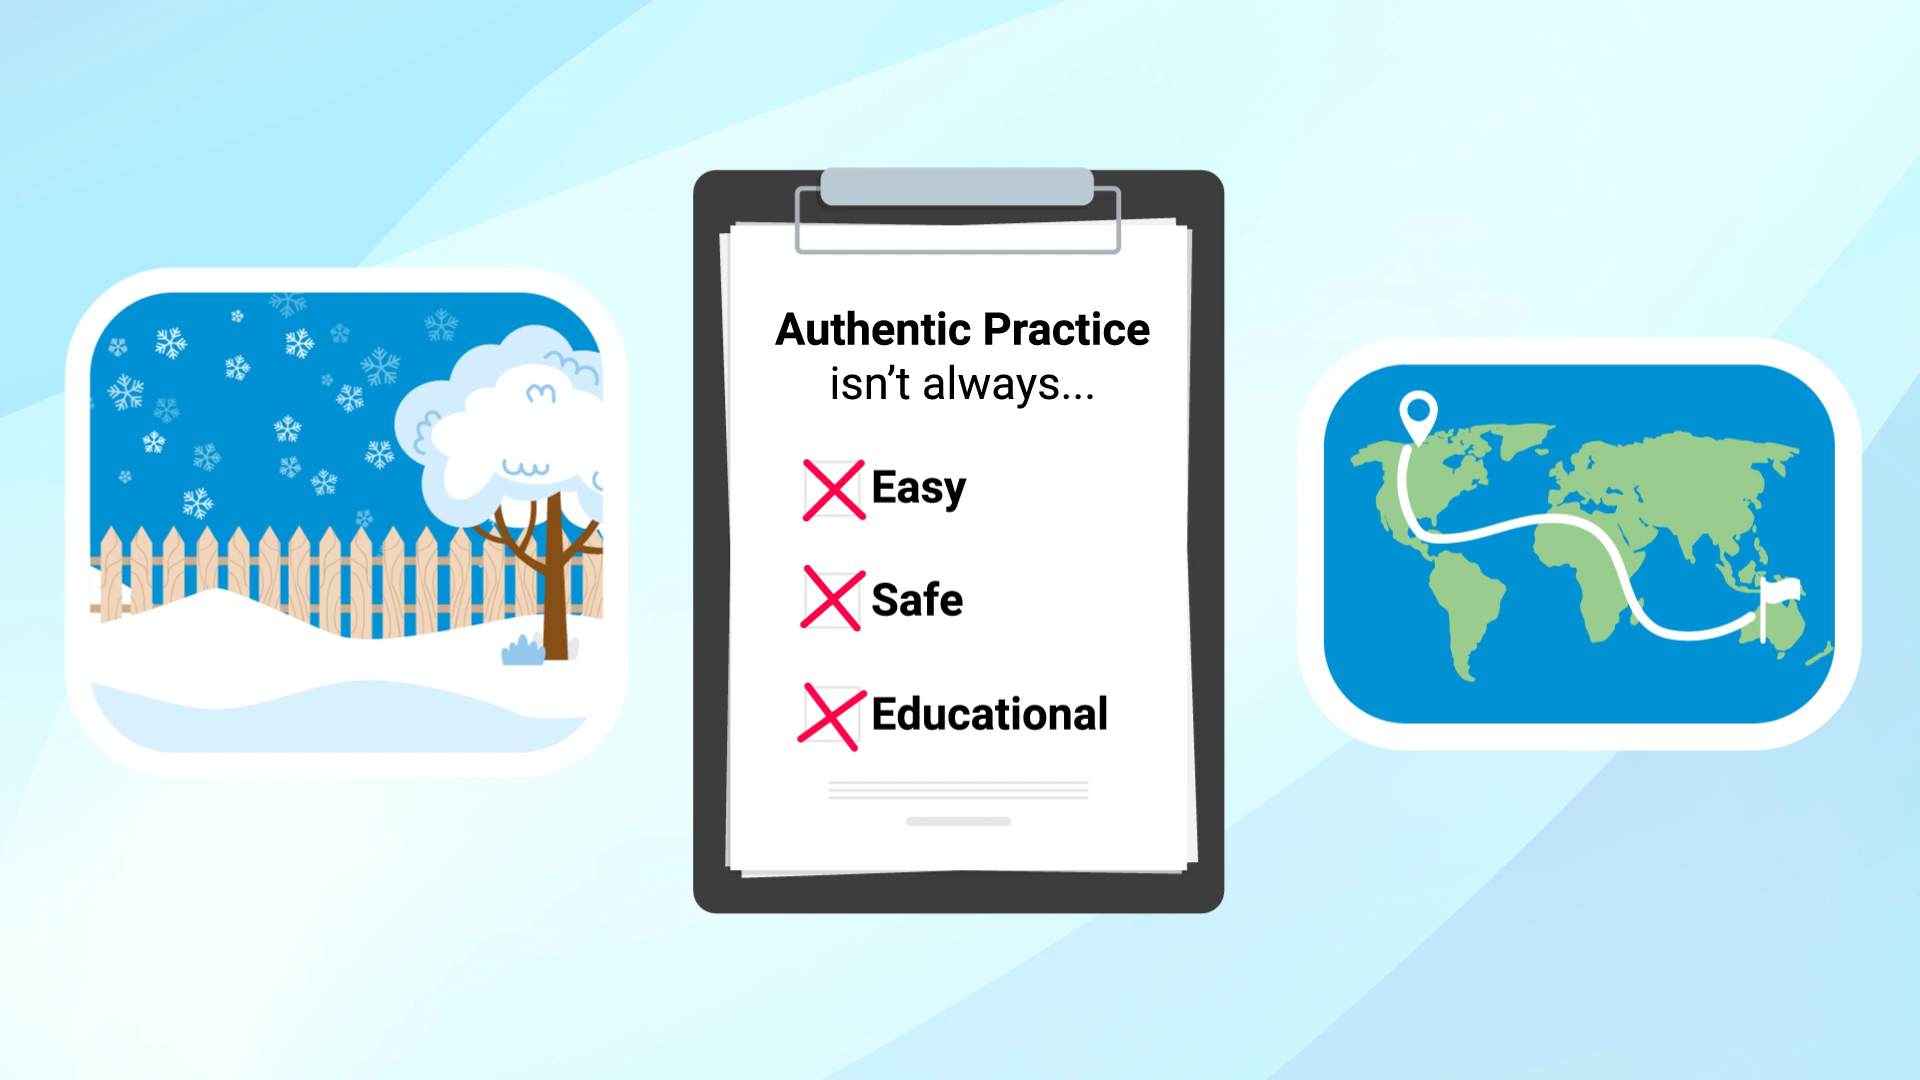 Authentic Practice
isn’t always...
Easy
Safe
Educational